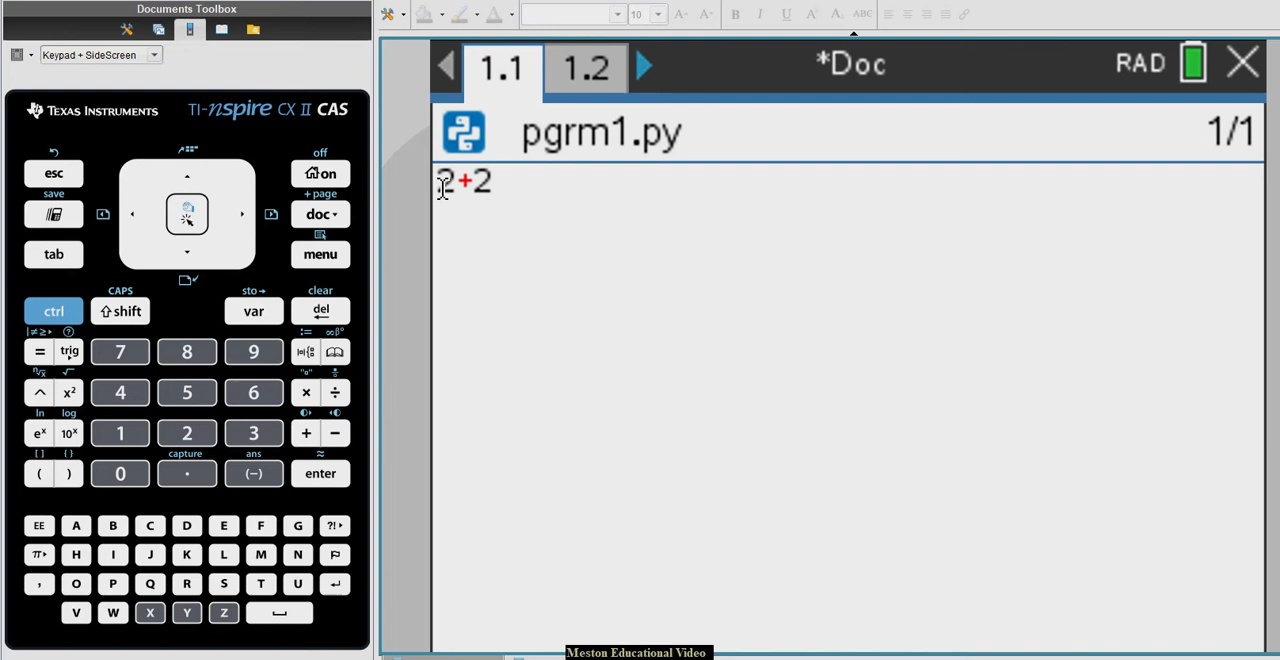 Documents Toolbox
10
B I U A A ABC
Keypad + SideScreen
1.1 1.2 *Doc RAD
TEXAS INSTRUMENTS TI-nspire CX II CAS
pgrm1.py 1/1
2+2
off
esc on
save + page
doc
tab menu
CAPS sto→ clear
ctrl shift var del
|≠≥▸ ? := ∞β°
= trig 7 8 9
ⁿ√x √ "□"
^ x² 4 5 6 × ÷
ln log
eˣ 10ˣ 1 2 3 + −
[ ] { } capture ans ≈
( ) 0 . (−) enter
EE A B C D E F G ?!▸
π▸ H I J K L M N
, O P Q R S T U
V W X Y Z
Meston Educational Video